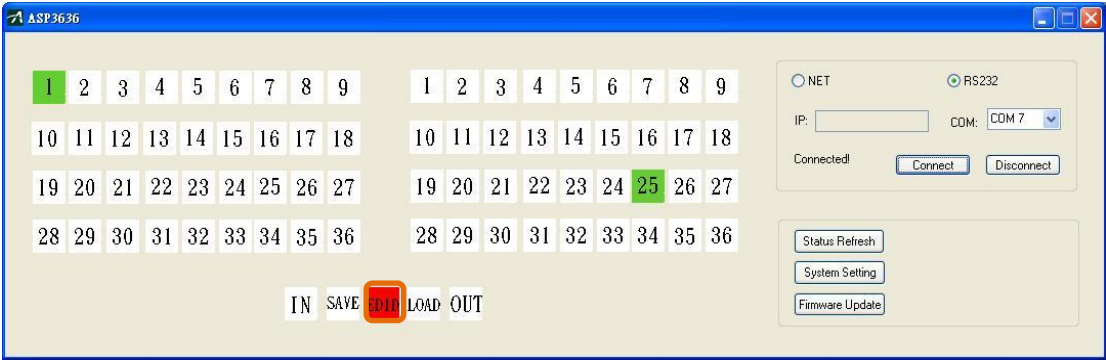 ASP3636
1 2 3 4 5 6 7 8 9
10 11 12 13 14 15 16 17 18
19 20 21 22 23 24 25 26 27
28 29 30 31 32 33 34 35 36
1 2 3 4 5 6 7 8 9
10 11 12 13 14 15 16 17 18
19 20 21 22 23 24 25 26 27
28 29 30 31 32 33 34 35 36
IN SAVE EDID LOAD OUT
NET RS232
IP: COM: COM 7
Connected! Connect Disconnect
Status Refresh
System Setting
Firmware Update